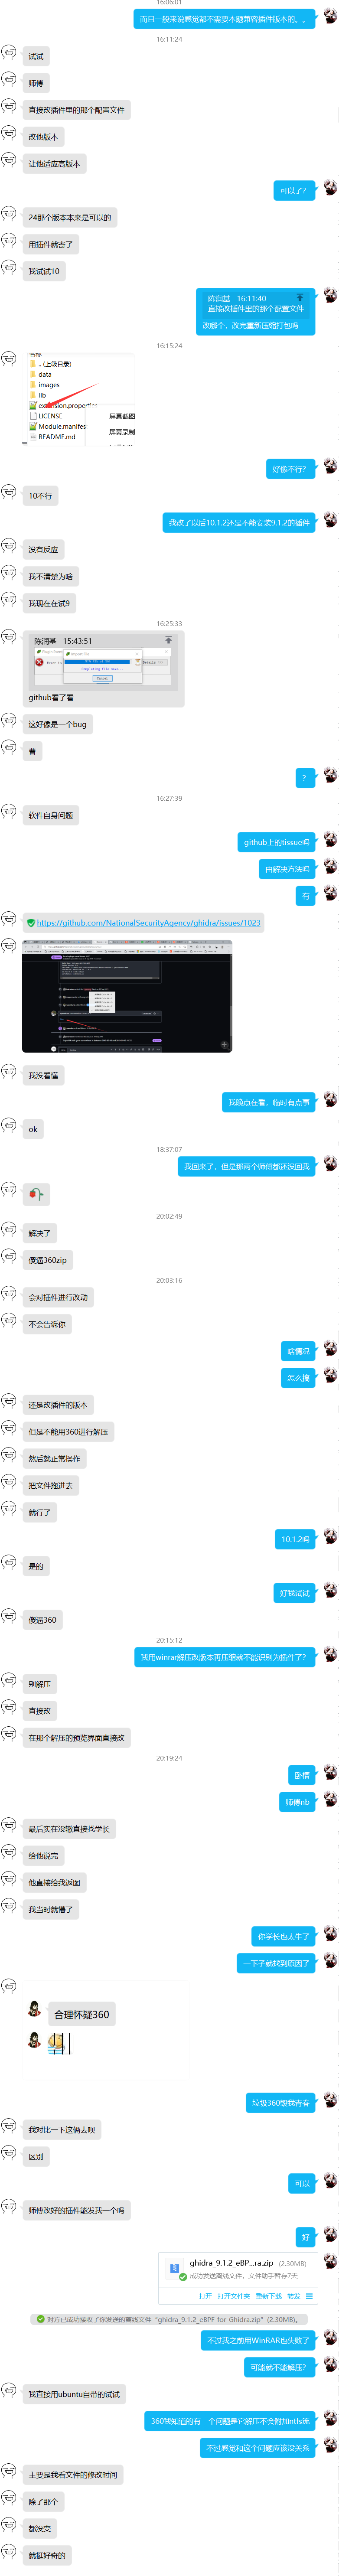 16:06:01
而且一般来说感觉都不需要本题兼容插件版本的。。
16:11:24
试试
师傅
直接改插件里的那个配置文件
改他版本
让他适应高版本
可以了？
24那个版本本来是可以的
用插件就寄了
我试试10
陈润基 16:11:40
直接改插件里的那个配置文件
改哪个，改完重新压缩打包吗
16:15:24
名称
.. (上级目录)
data
images
lib
extension.properties
LICENSE
屏幕截图
Module.manifest
屏幕录制
README.md
好像不行？
10不行
我改了以后10.1.2还是不能安装9.1.2的插件
没有反应
我不清楚为啥
我现在在试9
16:25:33
陈润基 15:43:51
github看了看
这好像是一个bug
曹
？
16:27:39
软件自身问题
github上的tissue吗
由解决方法吗
有
https://github.com/NationalSecurityAgency/ghidra/issues/1023
我没看懂
我晚点在看，临时有点事
ok
18:37:07
我回来了，但是那两个师傅都还没回我
20:02:49
解决了
傻逼360zip
20:03:16
会对插件进行改动
不会告诉你
啥情况
怎么搞
还是改插件的版本
但是不能用360进行解压
然后就正常操作
把文件拖进去
就行了
10.1.2吗
是的
好我试试
傻逼360
20:15:12
我用winrar解压改版本再压缩就不能识别为插件了？
别解压
直接改
在那个解压的预览界面直接改
20:19:24
卧槽
师傅nb
最后实在没辙直接找学长
给他说完
他直接给我返图
我当时就懵了
你学长也太牛了
一下子就找到原因了
合理怀疑360
垃圾360毁我青春
我对比一下这俩去呗
区别
可以
师傅改好的插件能发我一个吗
好
ghidra_9.1.2_eBP...ra.zip (2.30MB)
成功发送离线文件，文件助手暂存7天
打开 打开文件夹 重新下载 转发
对方已成功接收了你发送的离线文件“ghidra_9.1.2_eBPF-for-Ghidra.zip”(2.30MB)。
不过我之前用WinRAR也失败了
可能就不能解压？
我直接用ubuntu自带的试试
360我知道的有一个问题是它解压不会附加ntfs流
不过感觉和这个问题应该没关系
主要是我看文件的修改时间
除了那个
都没变
就挺好奇的